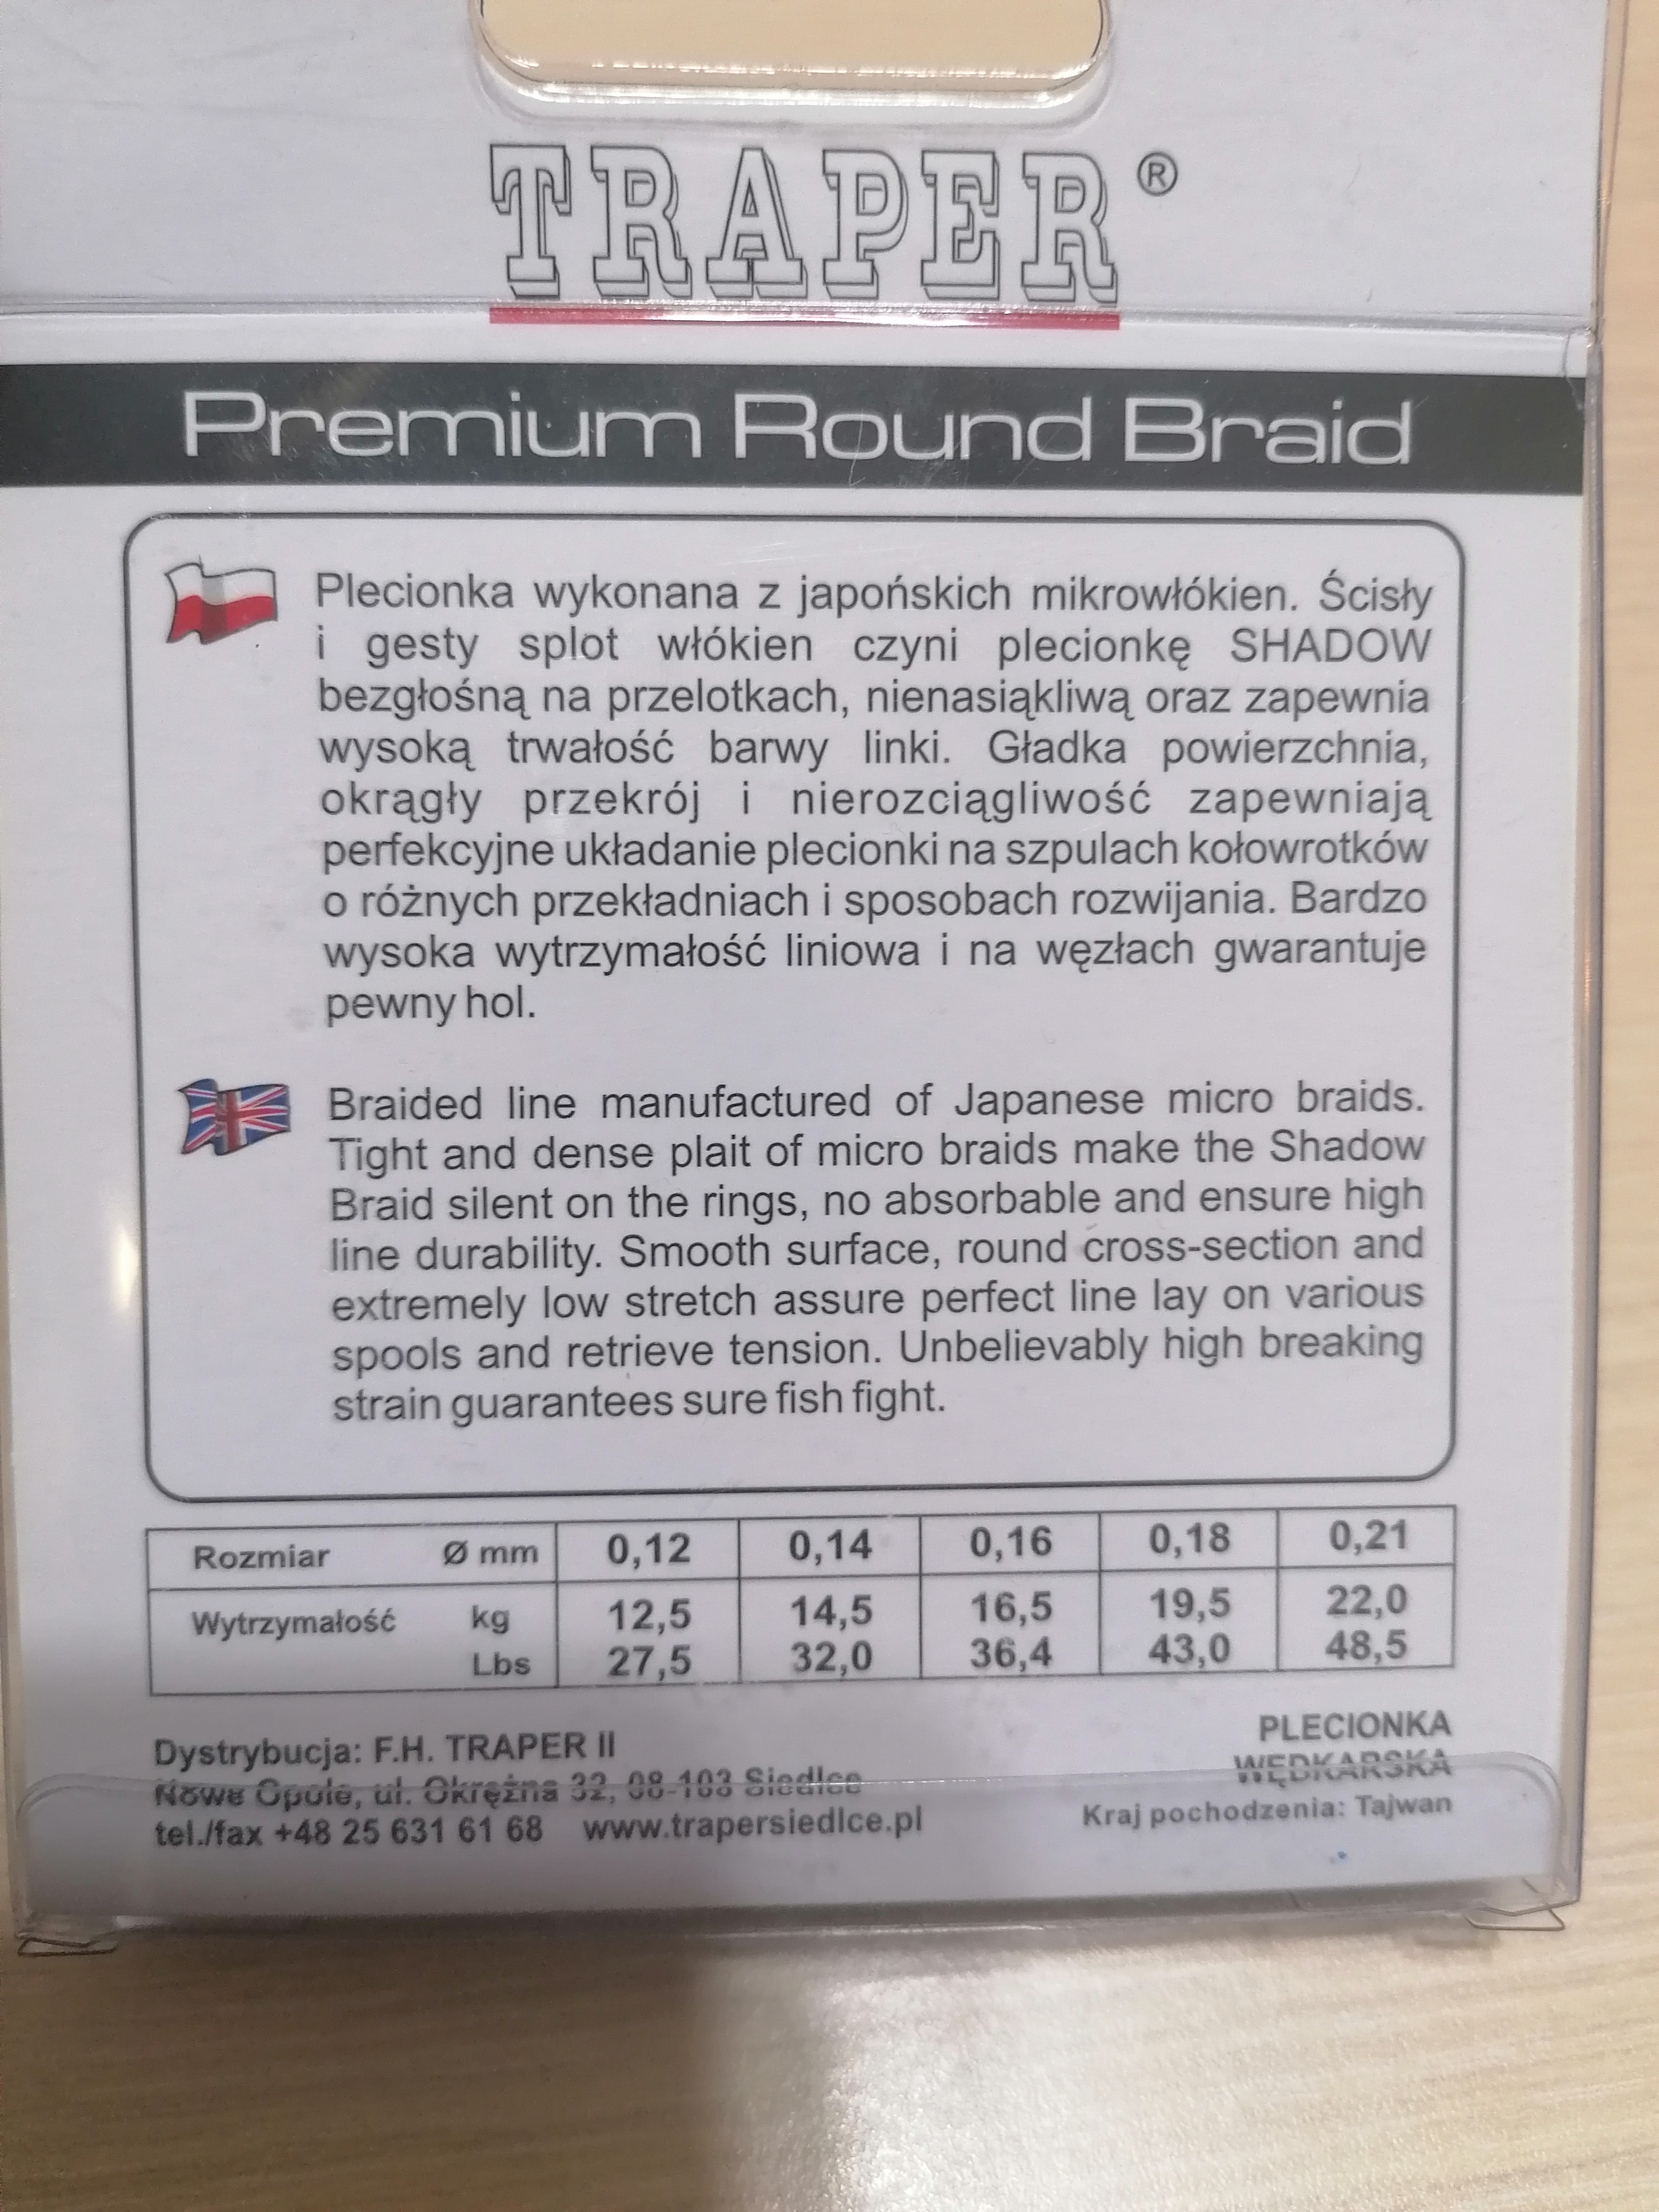 TRAPER®
Premium Round Braid
Plecionka wykonana z japońskich mikrowłókien. Ścisły
i gęsty splot włókien czyni plecionkę SHADOW
bezgłośną na przelotkach, nienasiąkliwą oraz zapewnia
wysoką trwałość barwy linki. Gładka powierzchnia,
okrągły przekrój i nierozciągliwość zapewniają
perfekcyjne układanie plecionki na szpulach kołowrotków
o różnych przekładniach i sposobach rozwijania. Bardzo
wysoka wytrzymałość liniowa i na węzłach gwarantuje
pewny hol.
Braided line manufactured of Japanese micro braids.
Tight and dense plait of micro braids make the Shadow
Braid silent on the rings, no absorbable and ensure high
line durability. Smooth surface, round cross-section and
extremely low stretch assure perfect line lay on various
spools and retrieve tension. Unbelievably high breaking
strain guarantees sure fish fight.
Rozmiar Ø mm 0,12 0,14 0,16 0,18 0,21
Wytrzymałość kg 12,5 14,5 16,5 19,5 22,0
Lbs 27,5 32,0 36,4 43,0 48,5
Dystrybucja: F.H. TRAPER II
Nowe Opole, ul. Okrężna 32, 08-103 Siedlce
tel./fax +48 25 631 61 68 www.trapersiedlce.pl
PLECIONKA
WĘDKARSKA
Kraj pochodzenia: Tajwan